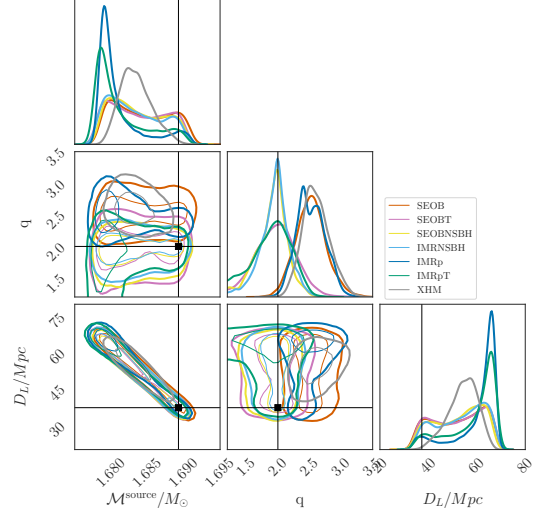 3.5
3.0
q
2.5
2.0
1.5
SEOB
SEOBT
SEOBNSBH
IMRNSBH
IMRp
IMRpT
XHM
75
60
D_L/Mpc
45
30
1.680 1.685 1.690 1.695 2.0 2.5 3.0 3.5 20 40 60 80
ℳ^source/M_⊙ q D_L/Mpc